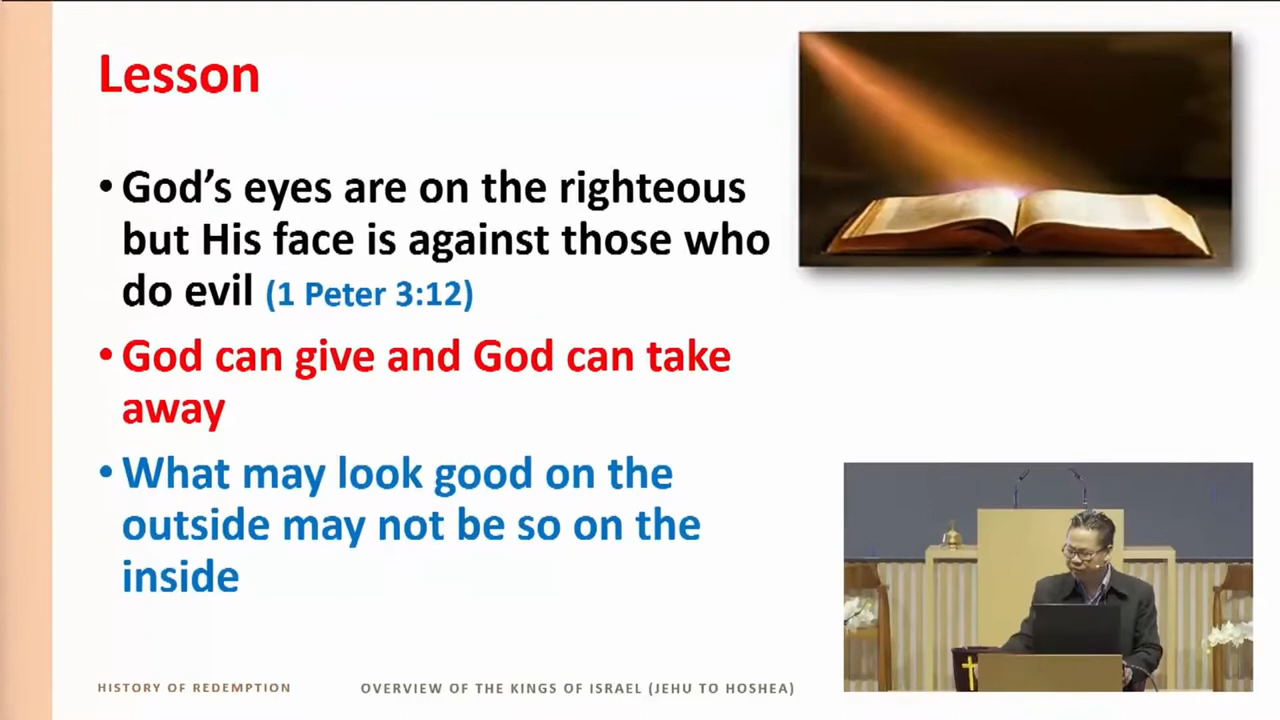 Lesson
• God's eyes are on the righteous
but His face is against those who
do evil (1 Peter 3:12)
• God can give and God can take
away
• What may look good on the
outside may not be so on the
inside
HISTORY OF REDEMPTION
OVERVIEW OF THE KINGS OF ISRAEL (JEHU TO HOSHEA)